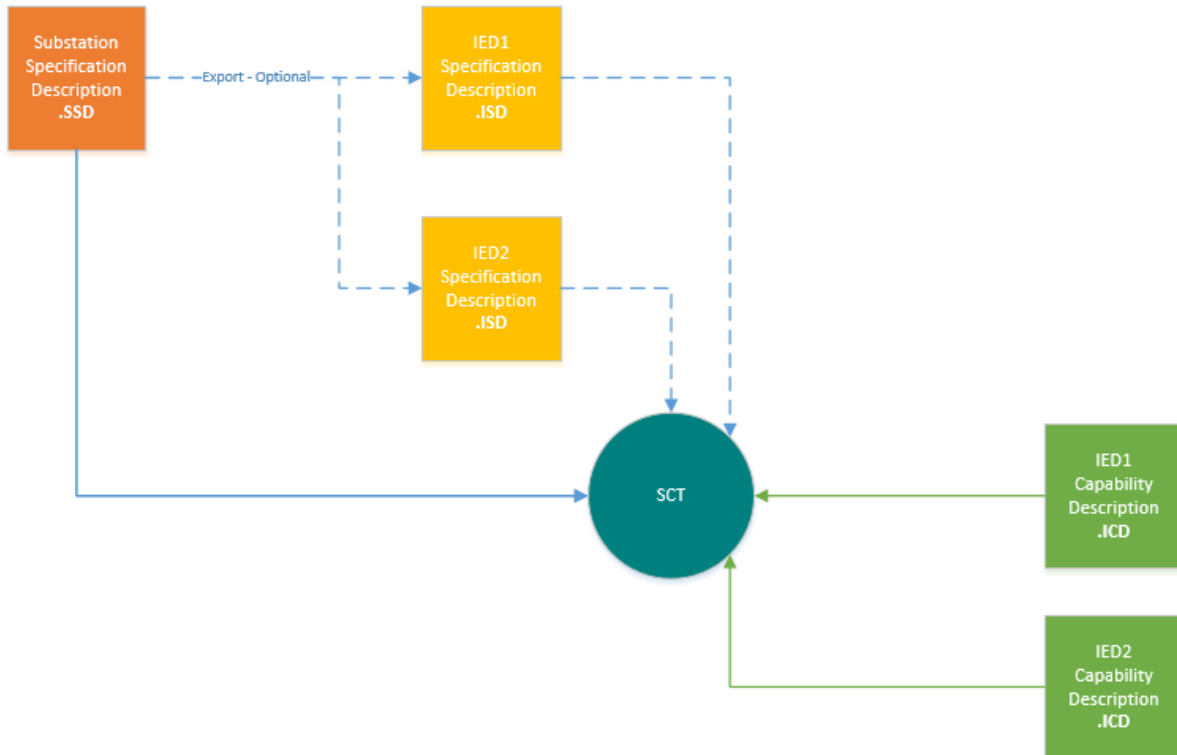 Substation
Specification
Description
.SSD
Export - Optional
IED1
Specification
Description
.ISD
IED2
Specification
Description
.ISD
SCT
IED1
Capability
Description
.ICD
IED2
Capability
Description
.ICD